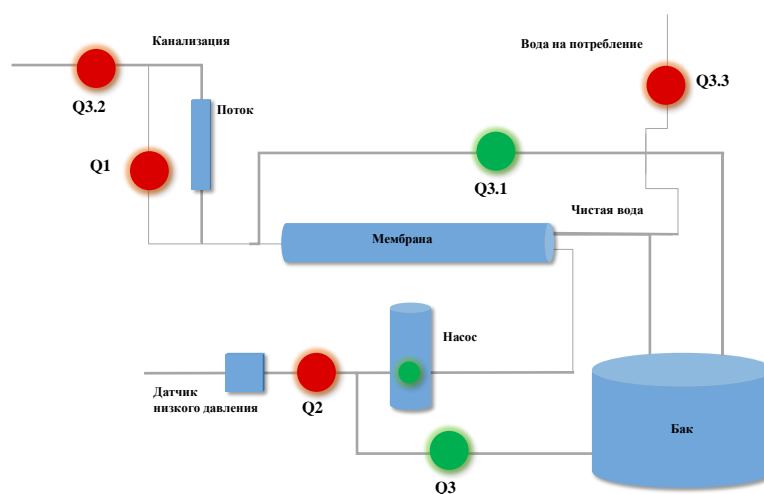 Канализация
Вода на потребление
Q3.2
Q3.3
Поток
Q1
Q3.1
Чистая вода
Мембрана
Насос
Датчик
низкого давления
Q2
Бак
Q3